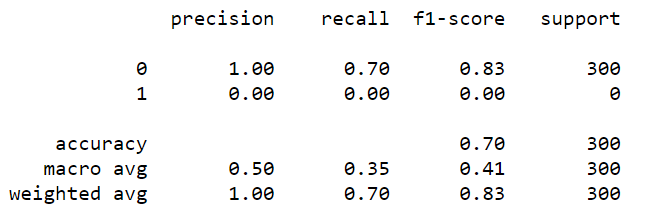 precision recall f1-score support
0 1.00 0.70 0.83 300
1 0.00 0.00 0.00 0
accuracy 0.70 300
macro avg 0.50 0.35 0.41 300
weighted avg 1.00 0.70 0.83 300